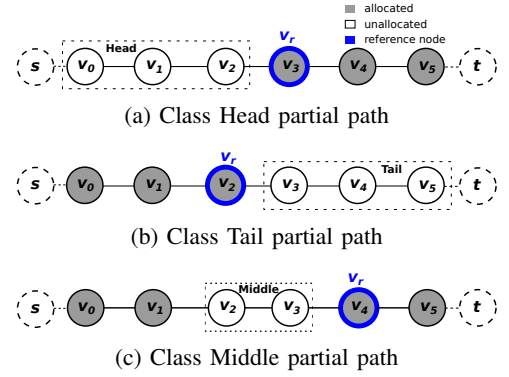 allocated
unallocated
reference node
Head
v_r
s v_0 v_1 v_2 v_3 v_4 v_5 t
(a) Class Head partial path
v_r
Tail
s v_0 v_1 v_2 v_3 v_4 v_5 t
(b) Class Tail partial path
v_r
Middle
s v_0 v_1 v_2 v_3 v_4 v_5 t
(c) Class Middle partial path